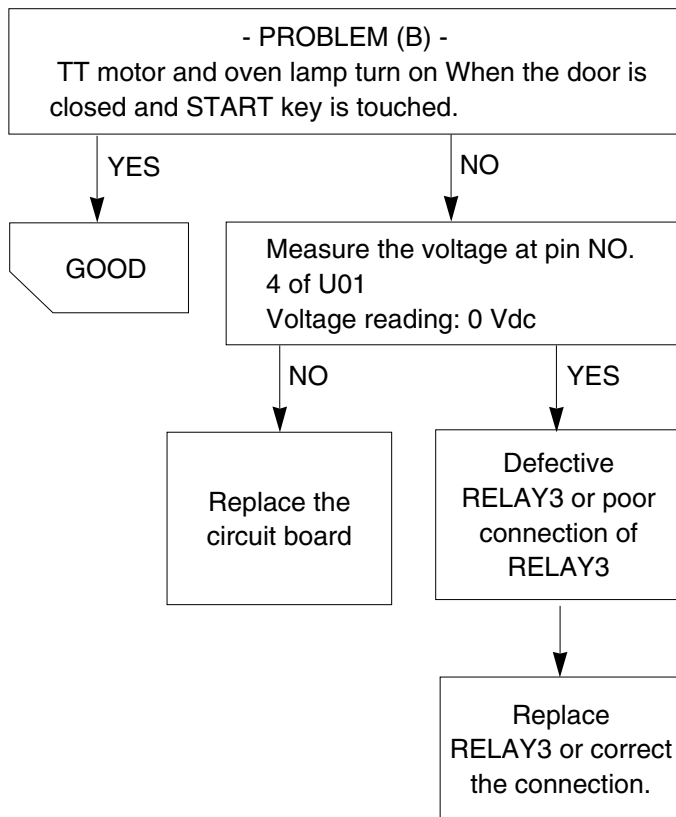 - PROBLEM (B) -
TT motor and oven lamp turn on When the door is
closed and START key is touched.
YES
NO
GOOD
Measure the voltage at pin NO.
4 of U01
Voltage reading: 0 Vdc
NO
YES
Replace the
circuit board
Defective
RELAY3 or poor
connection of
RELAY3
Replace
RELAY3 or correct
the connection.